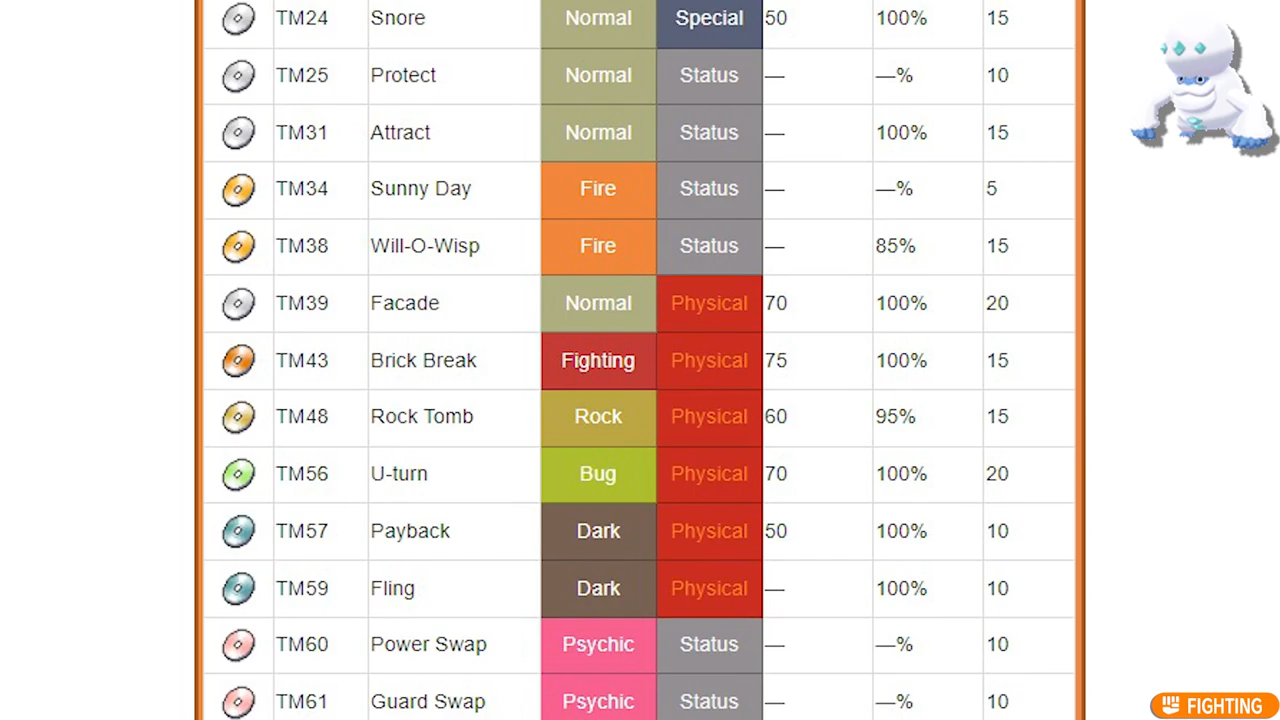 TM24 Snore Normal Special 50 100% 15
TM25 Protect Normal Status — —% 10
TM31 Attract Normal Status — 100% 15
TM34 Sunny Day Fire Status — —% 5
TM38 Will-O-Wisp Fire Status — 85% 15
TM39 Facade Normal Physical 70 100% 20
TM43 Brick Break Fighting Physical 75 100% 15
TM48 Rock Tomb Rock Physical 60 95% 15
TM56 U-turn Bug Physical 70 100% 20
TM57 Payback Dark Physical 50 100% 10
TM59 Fling Dark Physical — 100% 10
TM60 Power Swap Psychic Status — —% 10
TM61 Guard Swap Psychic Status — —% 10
FIGHTING